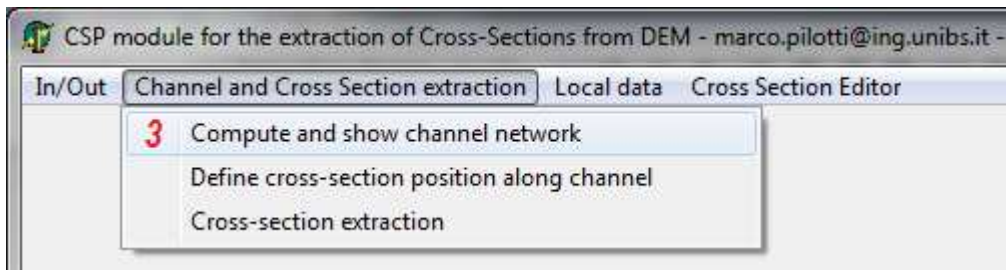 CSP module for the extraction of Cross-Sections from DEM - marco.pilotti@ing.unibs.it -
In/Out Channel and Cross Section extraction Local data Cross Section Editor
3 Compute and show channel network
Define cross-section position along channel
Cross-section extraction